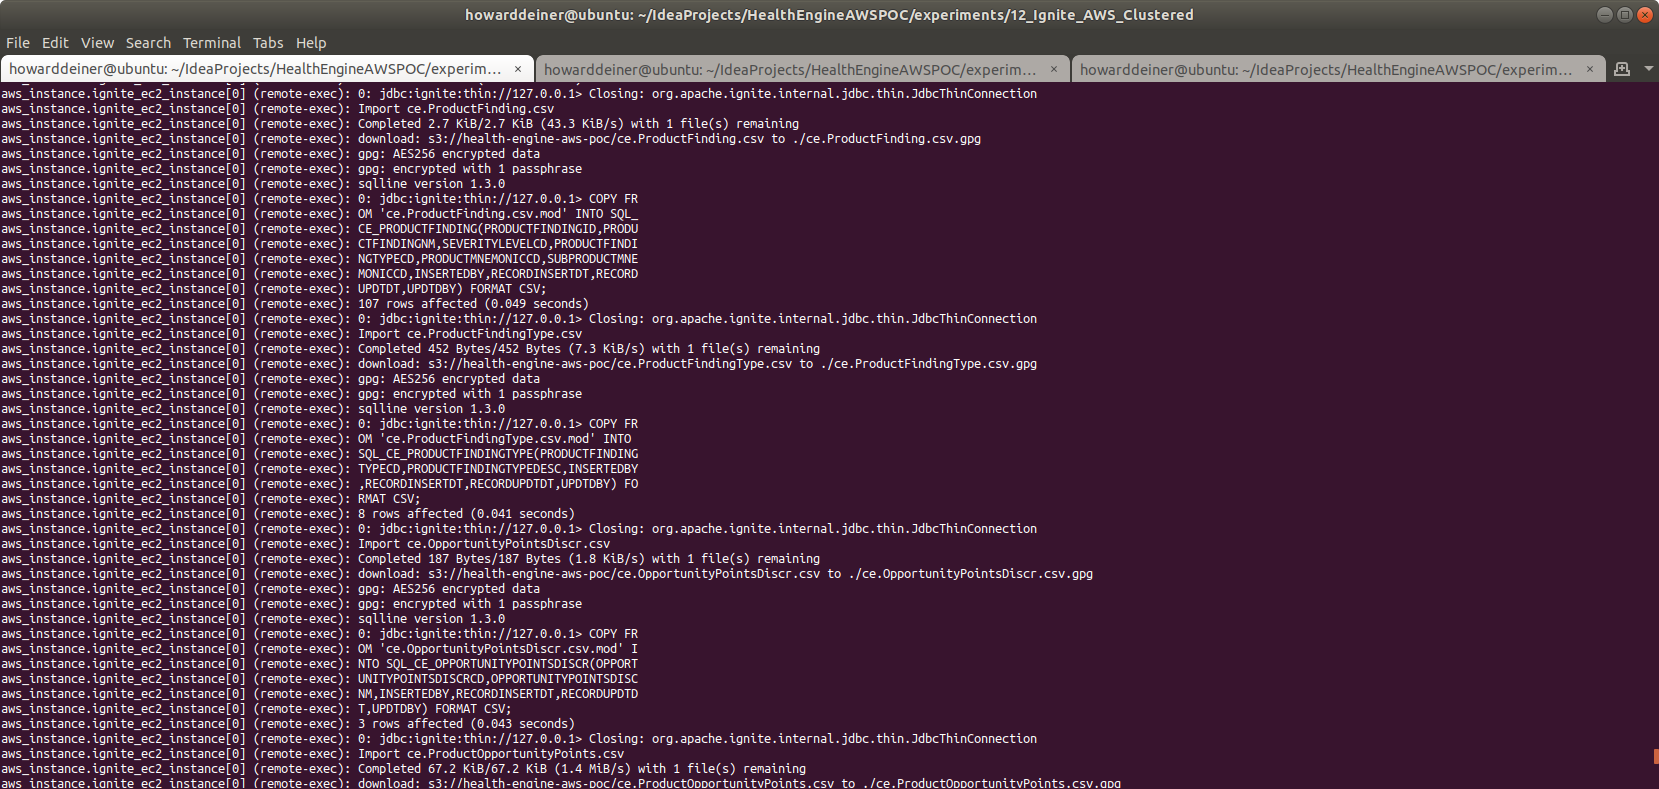 howarddeiner@ubuntu: ~/IdeaProjects/HealthEngineAWSPOC/experiments/12_Ignite_AWS_Clustered
File Edit View Search Terminal Tabs Help
howarddeiner@ubuntu: ~/IdeaProjects/HealthEngineAWSPOC/experim… × howarddeiner@ubuntu: ~/IdeaProjects/HealthEngineAWSPOC/experim… × howarddeiner@ubuntu: ~/IdeaProjects/HealthEngineAWSPOC/experim… ×
aws_instance.ignite_ec2_instance[0] (remote-exec): 0: jdbc:ignite:thin://127.0.0.1> Closing: org.apache.ignite.internal.jdbc.thin.JdbcThinConnection
aws_instance.ignite_ec2_instance[0] (remote-exec): Import ce.ProductFinding.csv
aws_instance.ignite_ec2_instance[0] (remote-exec): Completed 2.7 KiB/2.7 KiB (43.3 KiB/s) with 1 file(s) remaining
aws_instance.ignite_ec2_instance[0] (remote-exec): download: s3://health-engine-aws-poc/ce.ProductFinding.csv to ./ce.ProductFinding.csv.gpg
aws_instance.ignite_ec2_instance[0] (remote-exec): gpg: AES256 encrypted data
aws_instance.ignite_ec2_instance[0] (remote-exec): gpg: encrypted with 1 passphrase
aws_instance.ignite_ec2_instance[0] (remote-exec): sqlline version 1.3.0
aws_instance.ignite_ec2_instance[0] (remote-exec): 0: jdbc:ignite:thin://127.0.0.1> COPY FR
aws_instance.ignite_ec2_instance[0] (remote-exec): OM 'ce.ProductFinding.csv.mod' INTO SQL_
aws_instance.ignite_ec2_instance[0] (remote-exec): CE_PRODUCTFINDING(PRODUCTFINDINGID,PRODU
aws_instance.ignite_ec2_instance[0] (remote-exec): CTFINDINGNM,SEVERITYLEVELCD,PRODUCTFINDI
aws_instance.ignite_ec2_instance[0] (remote-exec): NGTYPECD,PRODUCTMNEMONICCD,SUBPRODUCTMNE
aws_instance.ignite_ec2_instance[0] (remote-exec): MONICCD,INSERTEDBY,RECORDINSERTDT,RECORD
aws_instance.ignite_ec2_instance[0] (remote-exec): UPDTDT,UPDTDBY) FORMAT CSV;
aws_instance.ignite_ec2_instance[0] (remote-exec): 107 rows affected (0.049 seconds)
aws_instance.ignite_ec2_instance[0] (remote-exec): 0: jdbc:ignite:thin://127.0.0.1> Closing: org.apache.ignite.internal.jdbc.thin.JdbcThinConnection
aws_instance.ignite_ec2_instance[0] (remote-exec): Import ce.ProductFindingType.csv
aws_instance.ignite_ec2_instance[0] (remote-exec): Completed 452 Bytes/452 Bytes (7.3 KiB/s) with 1 file(s) remaining
aws_instance.ignite_ec2_instance[0] (remote-exec): download: s3://health-engine-aws-poc/ce.ProductFindingType.csv to ./ce.ProductFindingType.csv.gpg
aws_instance.ignite_ec2_instance[0] (remote-exec): gpg: AES256 encrypted data
aws_instance.ignite_ec2_instance[0] (remote-exec): gpg: encrypted with 1 passphrase
aws_instance.ignite_ec2_instance[0] (remote-exec): sqlline version 1.3.0
aws_instance.ignite_ec2_instance[0] (remote-exec): 0: jdbc:ignite:thin://127.0.0.1> COPY FR
aws_instance.ignite_ec2_instance[0] (remote-exec): OM 'ce.ProductFindingType.csv.mod' INTO
aws_instance.ignite_ec2_instance[0] (remote-exec): SQL_CE_PRODUCTFINDINGTYPE(PRODUCTFINDING
aws_instance.ignite_ec2_instance[0] (remote-exec): TYPECD,PRODUCTFINDINGTYPEDESC,INSERTEDBY
aws_instance.ignite_ec2_instance[0] (remote-exec): ,RECORDINSERTDT,RECORDUPDTDT,UPDTDBY) FO
aws_instance.ignite_ec2_instance[0] (remote-exec): RMAT CSV;
aws_instance.ignite_ec2_instance[0] (remote-exec): 8 rows affected (0.041 seconds)
aws_instance.ignite_ec2_instance[0] (remote-exec): 0: jdbc:ignite:thin://127.0.0.1> Closing: org.apache.ignite.internal.jdbc.thin.JdbcThinConnection
aws_instance.ignite_ec2_instance[0] (remote-exec): Import ce.OpportunityPointsDiscr.csv
aws_instance.ignite_ec2_instance[0] (remote-exec): Completed 187 Bytes/187 Bytes (1.8 KiB/s) with 1 file(s) remaining
aws_instance.ignite_ec2_instance[0] (remote-exec): download: s3://health-engine-aws-poc/ce.OpportunityPointsDiscr.csv to ./ce.OpportunityPointsDiscr.csv.gpg
aws_instance.ignite_ec2_instance[0] (remote-exec): gpg: AES256 encrypted data
aws_instance.ignite_ec2_instance[0] (remote-exec): gpg: encrypted with 1 passphrase
aws_instance.ignite_ec2_instance[0] (remote-exec): sqlline version 1.3.0
aws_instance.ignite_ec2_instance[0] (remote-exec): 0: jdbc:ignite:thin://127.0.0.1> COPY FR
aws_instance.ignite_ec2_instance[0] (remote-exec): OM 'ce.OpportunityPointsDiscr.csv.mod' I
aws_instance.ignite_ec2_instance[0] (remote-exec): NTO SQL_CE_OPPORTUNITYPOINTSDISCR(OPPORT
aws_instance.ignite_ec2_instance[0] (remote-exec): UNITYPOINTSDISCRCD,OPPORTUNITYPOINTSDISC
aws_instance.ignite_ec2_instance[0] (remote-exec): NM,INSERTEDBY,RECORDINSERTDT,RECORDUPDTD
aws_instance.ignite_ec2_instance[0] (remote-exec): T,UPDTDBY) FORMAT CSV;
aws_instance.ignite_ec2_instance[0] (remote-exec): 3 rows affected (0.043 seconds)
aws_instance.ignite_ec2_instance[0] (remote-exec): 0: jdbc:ignite:thin://127.0.0.1> Closing: org.apache.ignite.internal.jdbc.thin.JdbcThinConnection
aws_instance.ignite_ec2_instance[0] (remote-exec): Import ce.ProductOpportunityPoints.csv
aws_instance.ignite_ec2_instance[0] (remote-exec): Completed 67.2 KiB/67.2 KiB (1.4 MiB/s) with 1 file(s) remaining
aws_instance.ignite_ec2_instance[0] (remote-exec): download: s3://health-engine-aws-poc/ce.ProductOpportunityPoints.csv to ./ce.ProductOpportunityPoints.csv.gpg